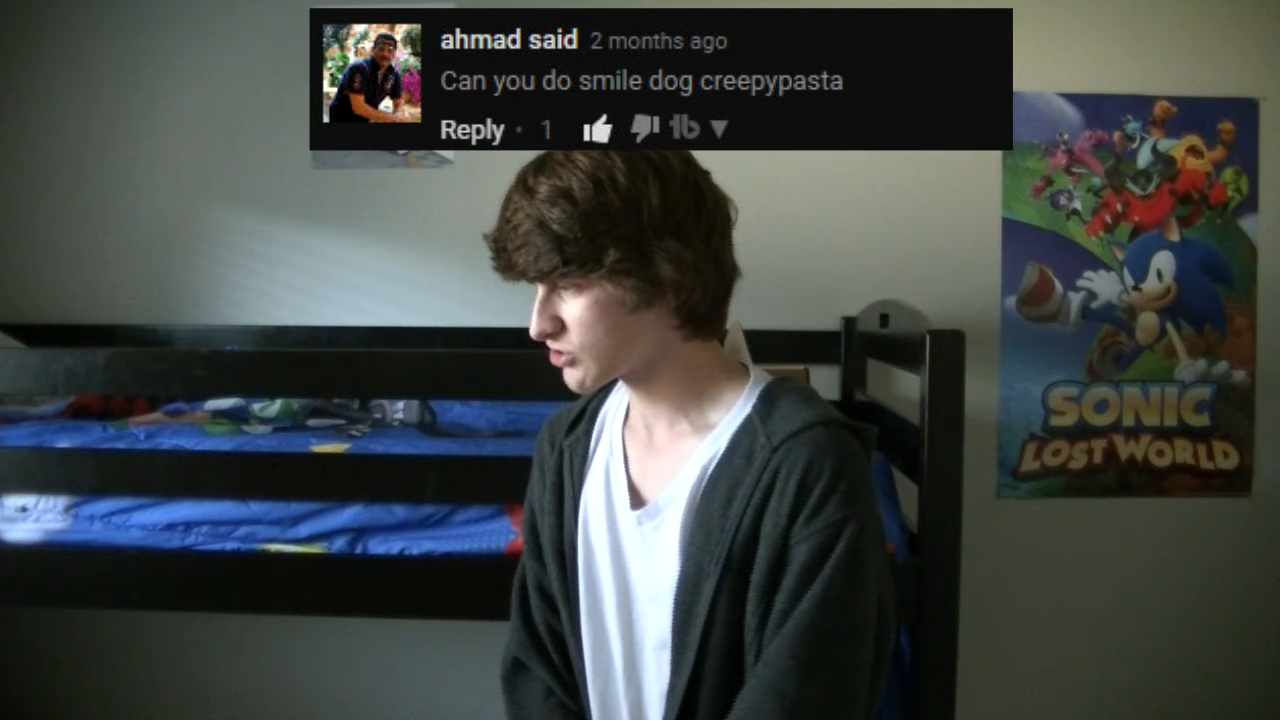 ahmad said 2 months ago
Can you do smile dog creepypasta
Reply · 1
SONIC
LOST WORLD